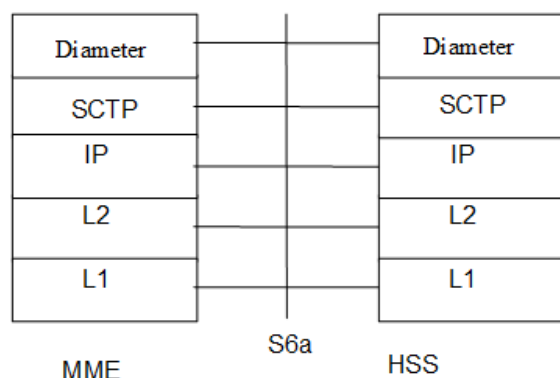 Diameter Diameter
SCTP SCTP
IP IP
L2 L2
L1 L1
S6a
MME HSS